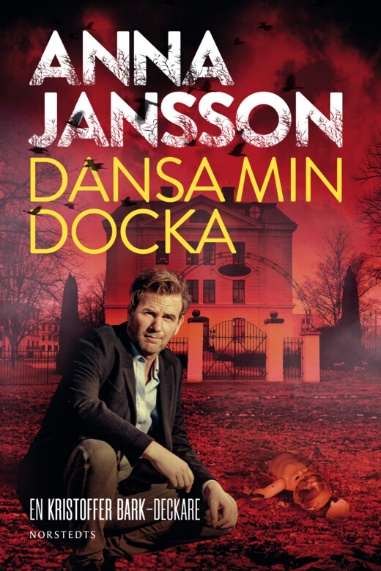 ANNA
JANSSON
DANSA MIN
DOCKA
EN KRISTOFFER BARK-DECKARE
NORSTEDTS